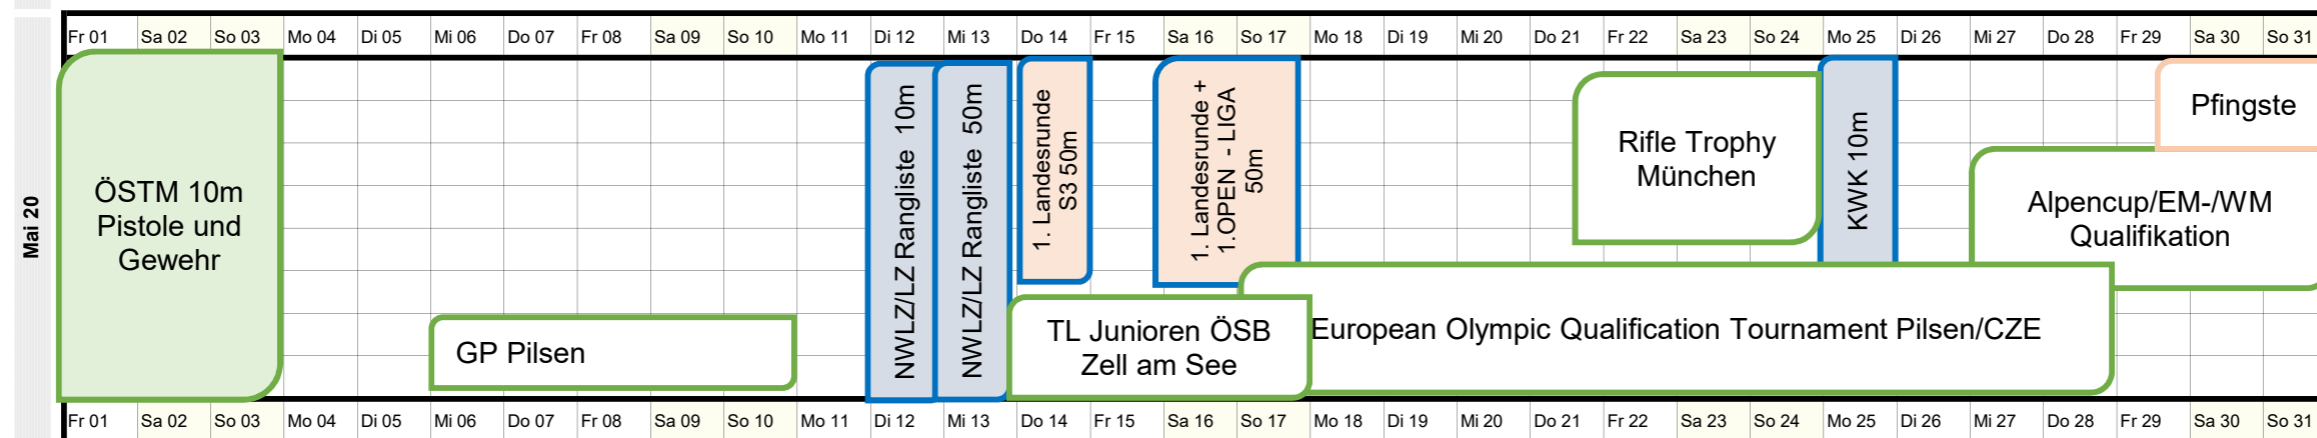 Fr 01 Sa 02 So 03 Mo 04 Di 05 Mi 06 Do 07 Fr 08 Sa 09 So 10 Mo 11 Di 12 Mi 13 Do 14 Fr 15 Sa 16 So 17 Mo 18 Di 19 Mi 20 Do 21 Fr 22 Sa 23 So 24 Mo 25 Di 26 Mi 27 Do 28 Fr 29 Sa 30 So 31
Mai 20
ÖSTM 10m
Pistole und
Gewehr
GP Pilsen
NWLZ/LZ Rangliste 10m
NWLZ/LZ Rangliste 50m
1. Landesrunde
S3 50m
TL Junioren ÖSB
Zell am See
1. Landesrunde +
1.OPEN - LIGA
50m
European Olympic Qualification Tournament Pilsen/CZE
Rifle Trophy
München
KWK 10m
Alpencup/EM-/WM
Qualifikation
Pfingste
Fr 01 Sa 02 So 03 Mo 04 Di 05 Mi 06 Do 07 Fr 08 Sa 09 So 10 Mo 11 Di 12 Mi 13 Do 14 Fr 15 Sa 16 So 17 Mo 18 Di 19 Mi 20 Do 21 Fr 22 Sa 23 So 24 Mo 25 Di 26 Mi 27 Do 28 Fr 29 Sa 30 So 31